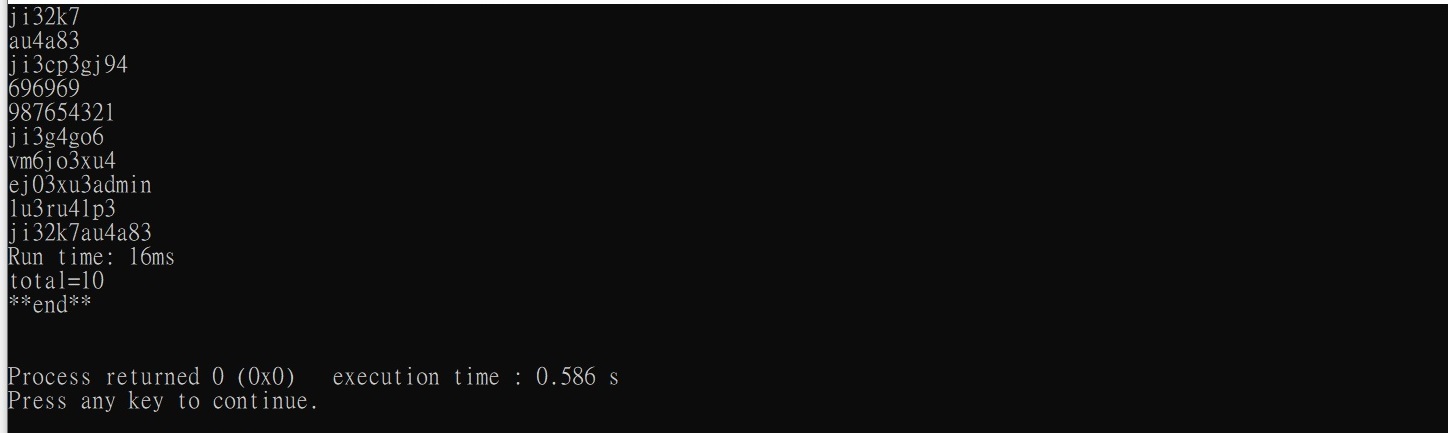 ji32k7
au4a83
ji3cp3gj94
696969
987654321
ji3g4go6
vm6jo3xu4
ej03xu3admin
1u3ru41p3
ji32k7au4a83
Run time: 16ms
total=10
**end**
Process returned 0 (0x0)   execution time : 0.586 s
Press any key to continue.